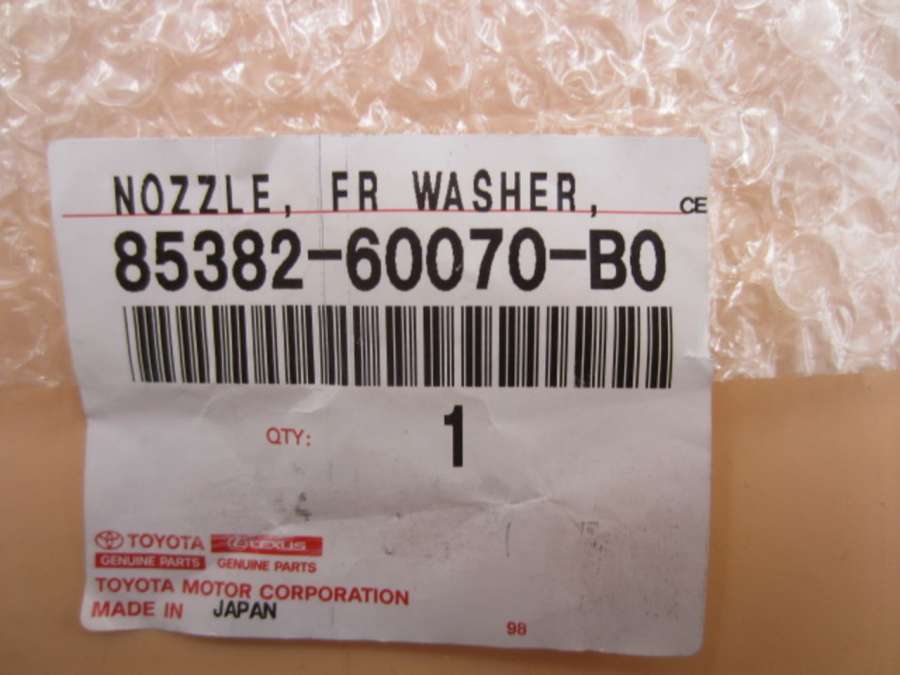 NOZZLE, FR WASHER, CE
85382-60070-B0
QTY: 1
TOYOTA LEXUS
GENUINE PARTS GENUINE PARTS
TOYOTA MOTOR CORPORATION
MADE IN JAPAN
98